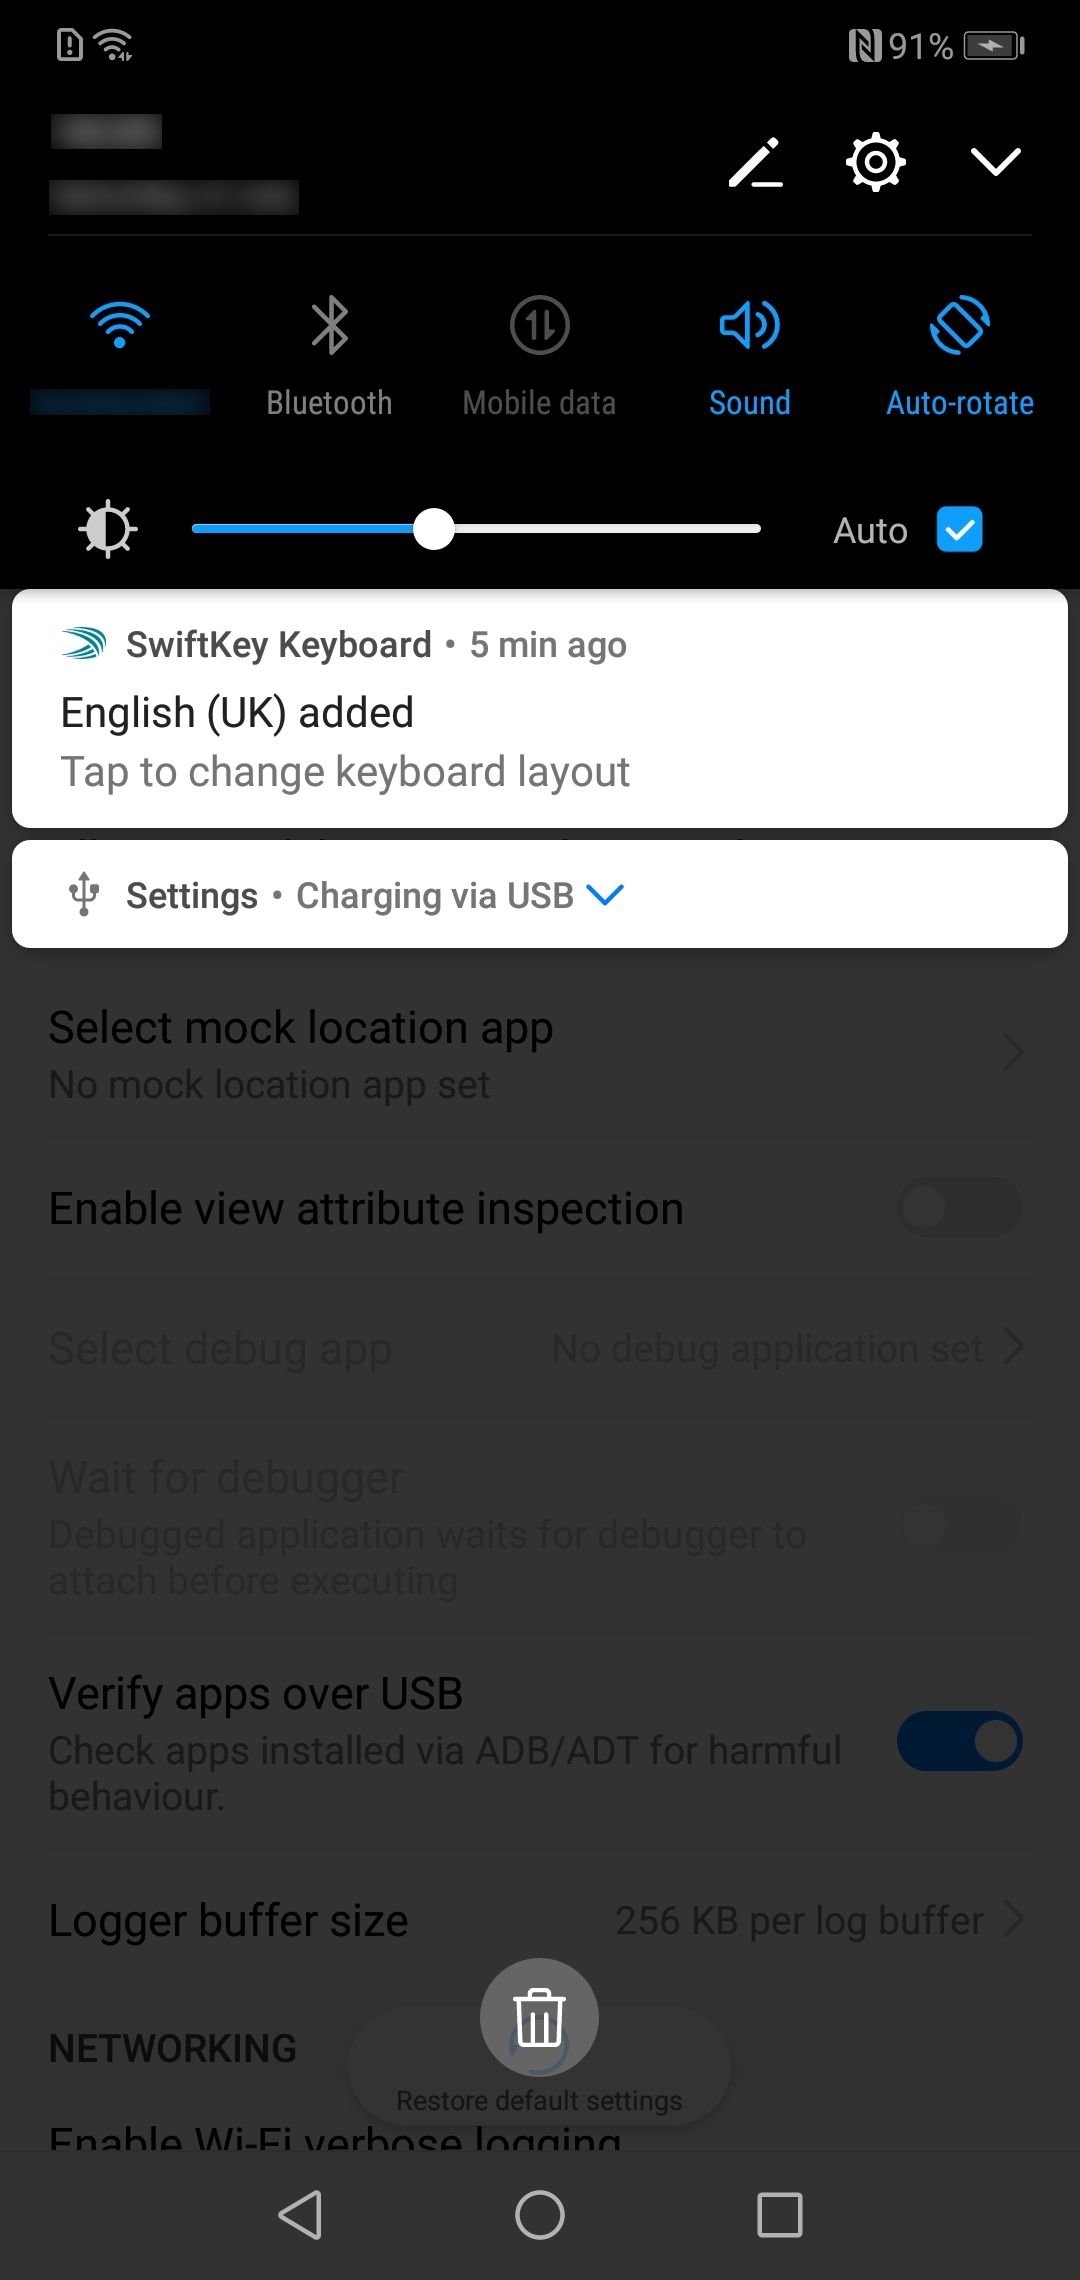 91%
Bluetooth
Mobile data
Sound
Auto-rotate
Auto
SwiftKey Keyboard • 5 min ago
English (UK) added
Tap to change keyboard layout
Settings • Charging via USB
Select mock location app
No mock location app set
Enable view attribute inspection
Select debug app
No debug application set
Wait for debugger
Debugged application waits for debugger to
attach before executing
Verify apps over USB
Check apps installed via ADB/ADT for harmful
behaviour.
Logger buffer size
256 KB per log buffer
NETWORKING
Restore default settings
Enable Wi-Fi verbose logging